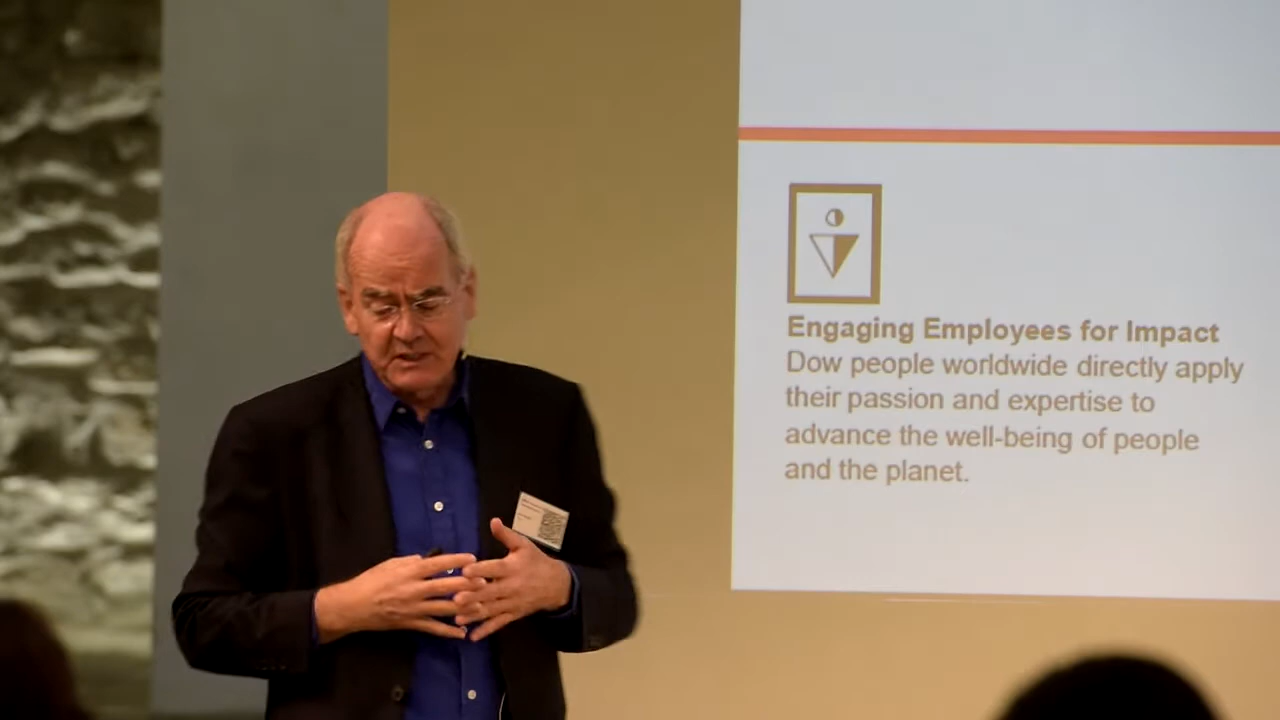 Engaging Employees for Impact
Dow people worldwide directly apply
their passion and expertise to
advance the well-being of people
and the planet.